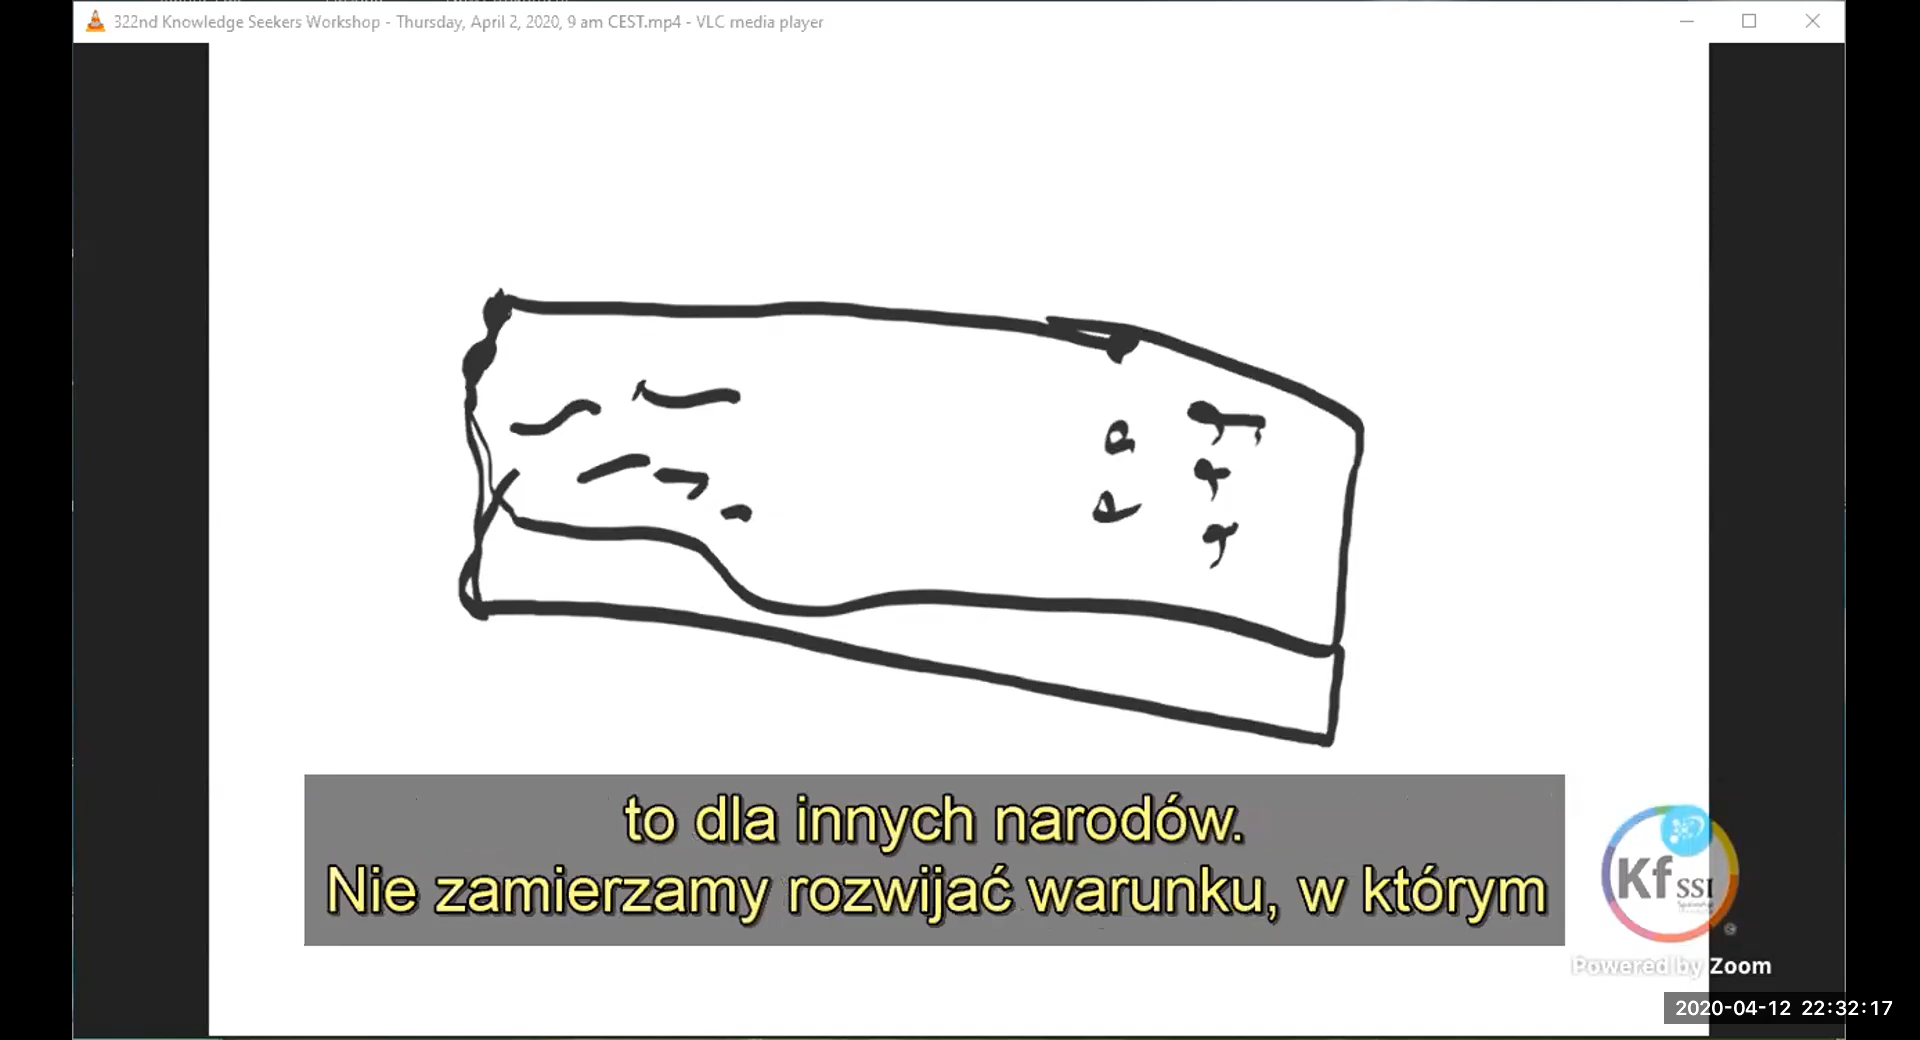 322nd Knowledge Seekers Workshop - Thursday, April 2, 2020, 9 am CEST.mp4 - VLC media player
to dla innych narodów.
Nie zamierzamy rozwijać warunku, w którym
Kf SSI
Powered by Zoom
2020-04-12 22:32:17